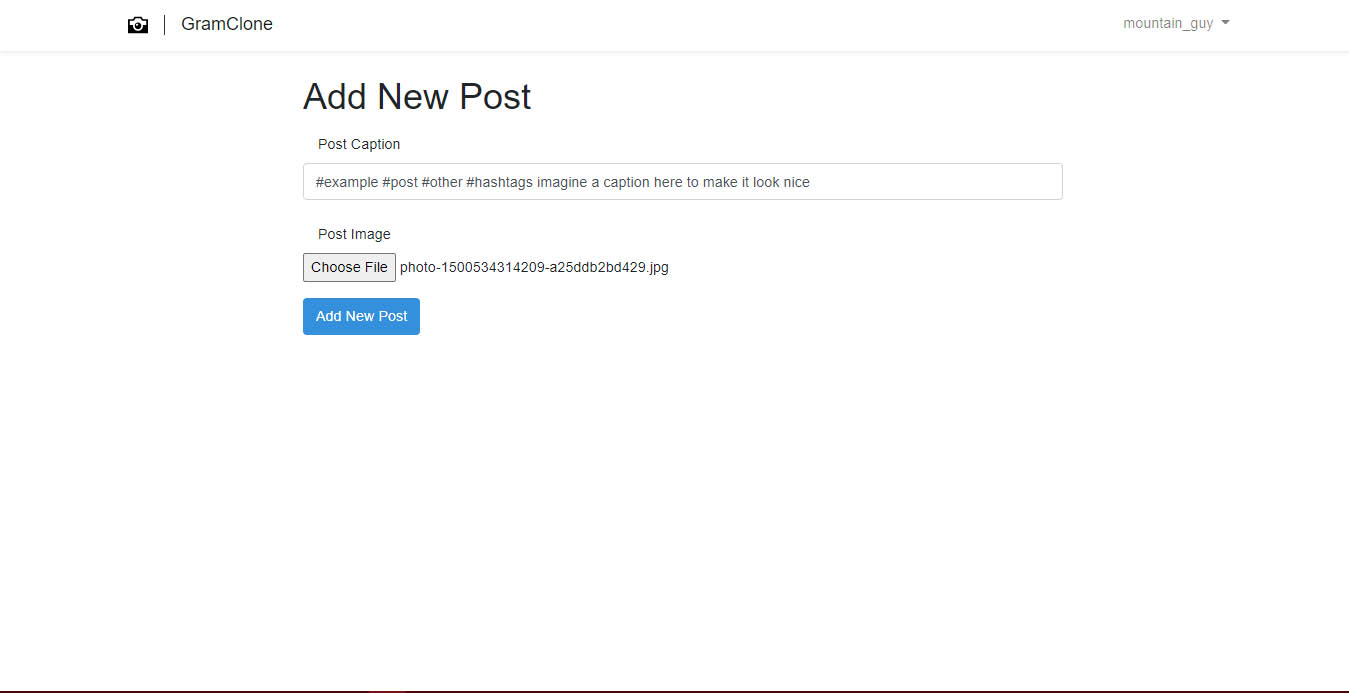 GramClone
mountain_guy
Add New Post
Post Caption
#example #post #other #hashtags imagine a caption here to make it look nice
Post Image
Choose File photo-1500534314209-a25ddb2bd429.jpg
Add New Post